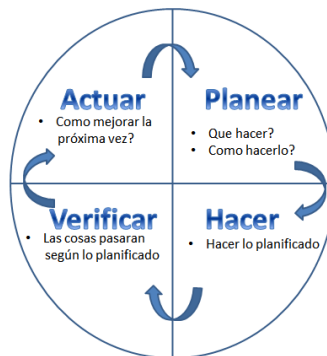 Actuar
• Como mejorar la
próxima vez?
Planear
• Que hacer?
• Como hacerlo?
Verificar
• Las cosas pasaran
según lo planificado
Hacer
• Hacer lo planificado